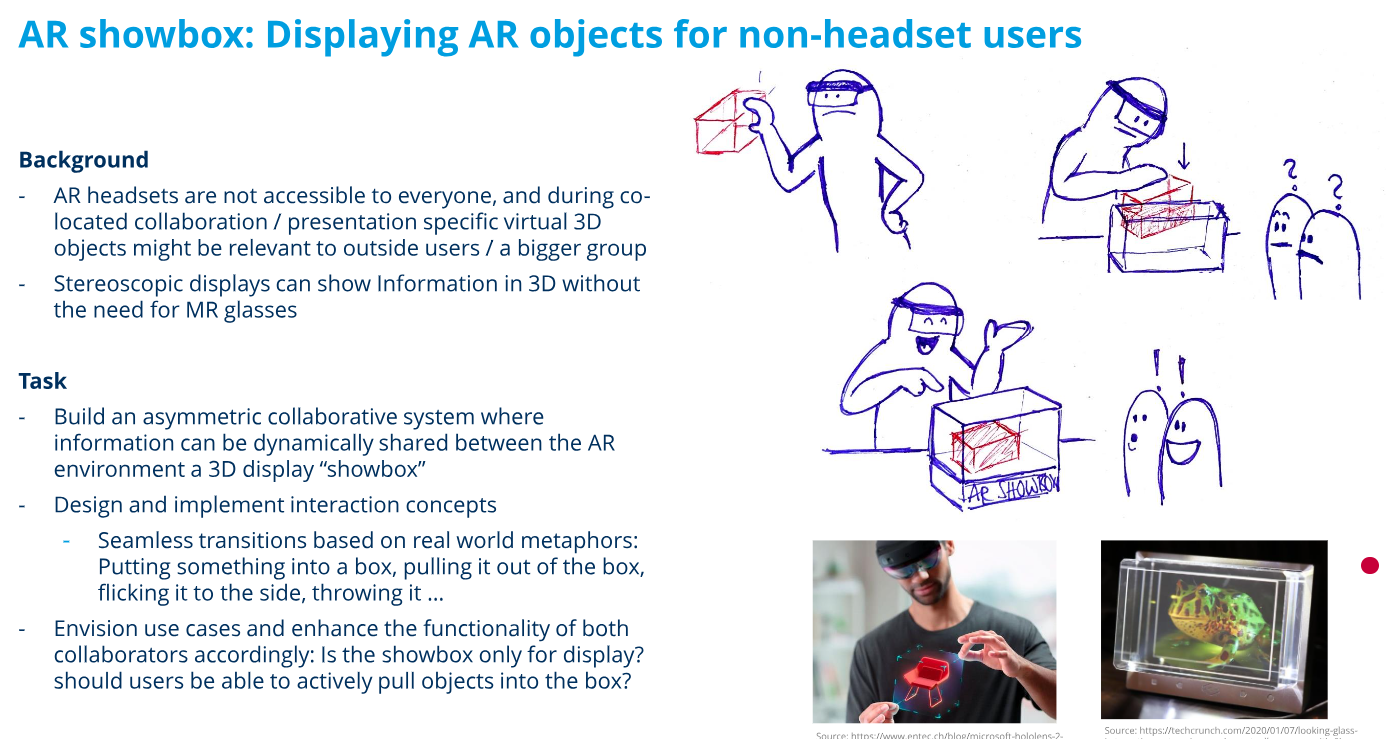 AR showbox: Displaying AR objects for non-headset users
Background
- AR headsets are not accessible to everyone, and during co-
located collaboration / presentation specific virtual 3D
objects might be relevant to outside users / a bigger group
- Stereoscopic displays can show Information in 3D without
the need for MR glasses
Task
- Build an asymmetric collaborative system where
information can be dynamically shared between the AR
environment a 3D display “showbox”
- Design and implement interaction concepts
- Seamless transitions based on real world metaphors:
Putting something into a box, pulling it out of the box,
flicking it to the side, throwing it ...
- Envision use cases and enhance the functionality of both
collaborators accordingly: Is the showbox only for display?
should users be able to actively pull objects into the box?
? ?
! !
AR SHOWBOX
Source: https://www.entec.ch/blog/microsoft-hololens-2-
Source: https://techcrunch.com/2020/01/07/looking-glass-